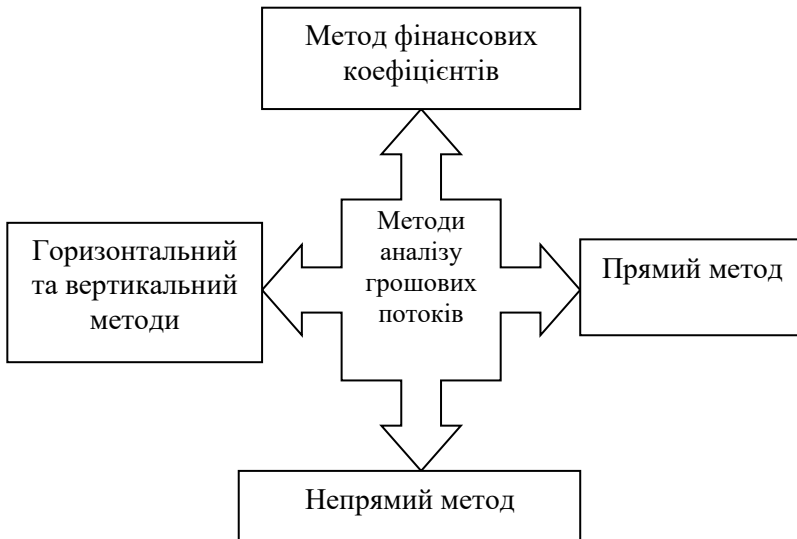 Метод фінансових
коефіцієнтів
Горизонтальний
та вертикальний
методи
Методи
аналізу
грошових
потоків
Прямий метод
Непрямий метод